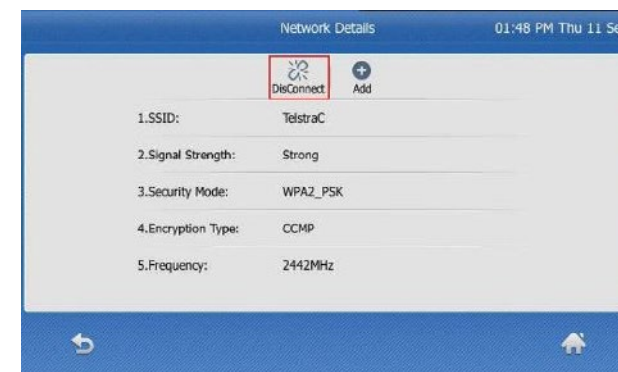 Network Details 01:48 PM Thu 11 Se
DisConnect Add
1.SSID: TelstraC
2.Signal Strength: Strong
3.Security Mode: WPA2_PSK
4.Encryption Type: CCMP
5.Frequency: 2442MHz